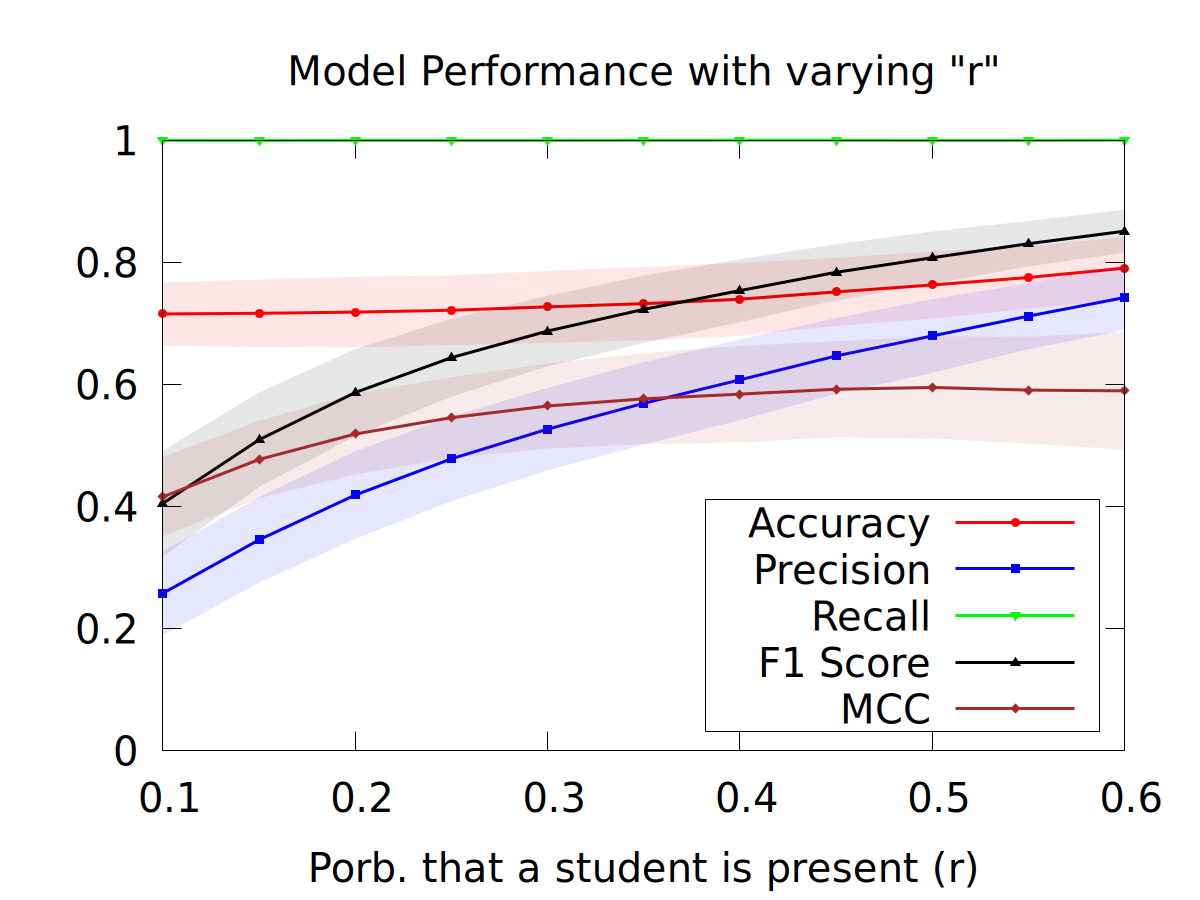 Model Performance with varying "r"
1
0.8
0.6
0.4
0.2
0
Accuracy
Precision
Recall
F1 Score
MCC
0.1 0.2 0.3 0.4 0.5 0.6
Porb. that a student is present (r)